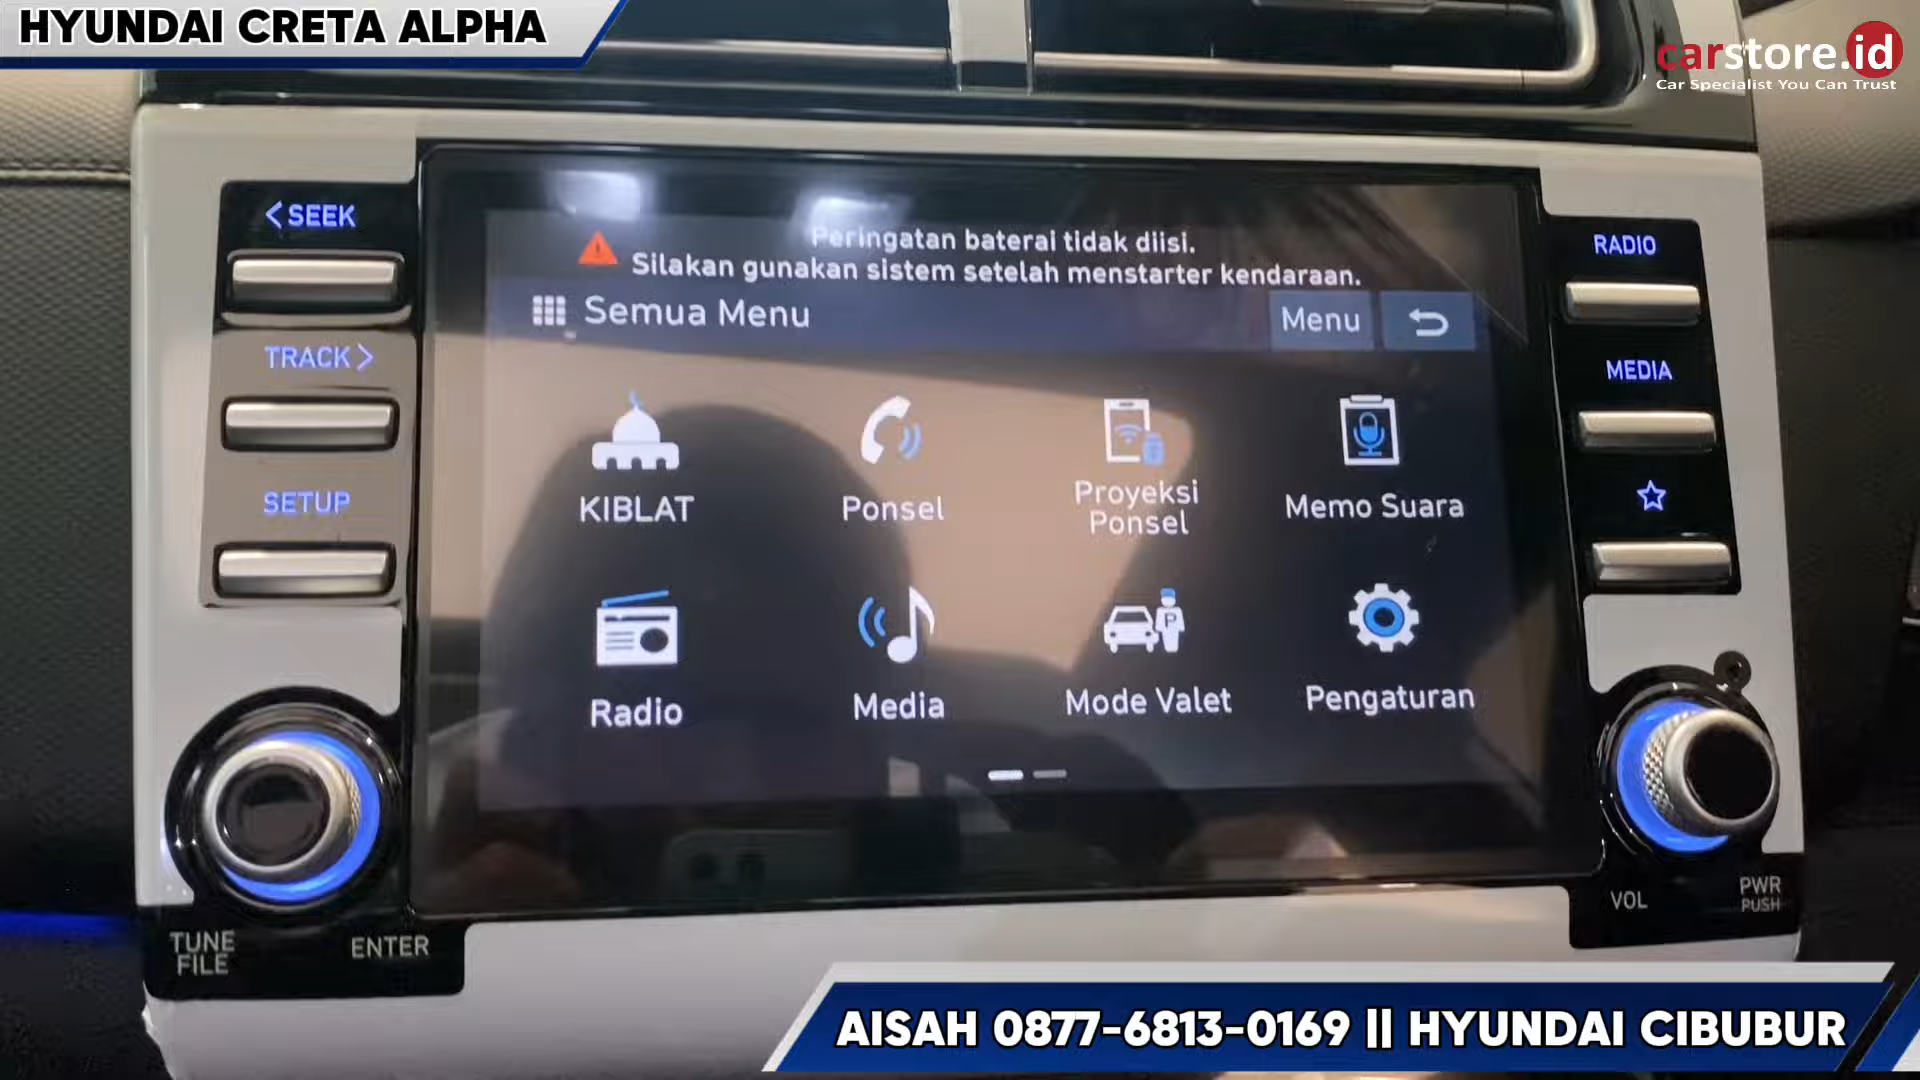 HYUNDAI CRETA ALPHA
carstore.id
Car Specialist You Can Trust
< SEEK
TRACK >
SETUP
TUNE
FILE
ENTER
Peringatan baterai tidak diisi.
Silakan gunakan sistem setelah menstarter kendaraan.
Semua Menu
Menu
KIBLAT
Ponsel
Proyeksi
Ponsel
Memo Suara
Radio
Media
Mode Valet
P
Pengaturan
RADIO
MEDIA
VOL
PWR
PUSH
AISAH 0877-6813-0169 || HYUNDAI CIBUBUR